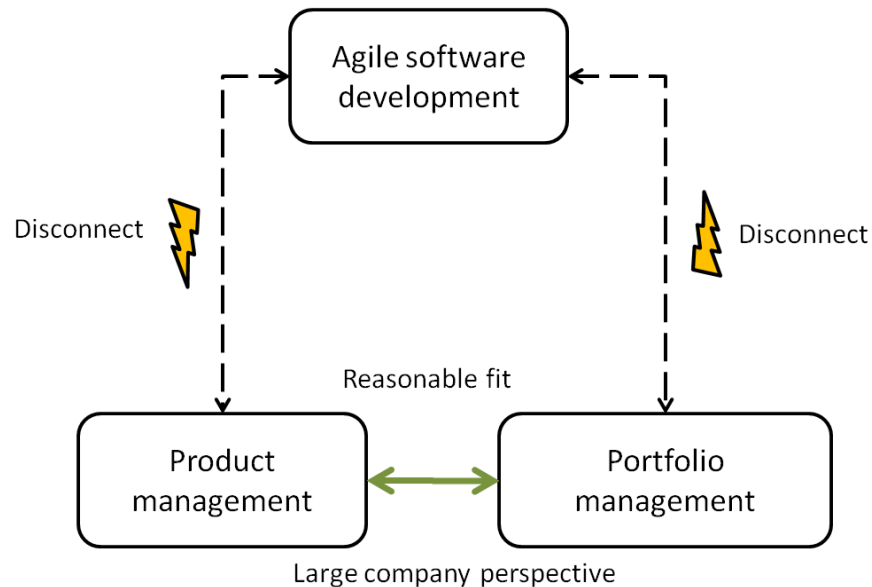 Agile software
development
Disconnect
Disconnect
Reasonable fit
Product
management
Portfolio
management
Large company perspective